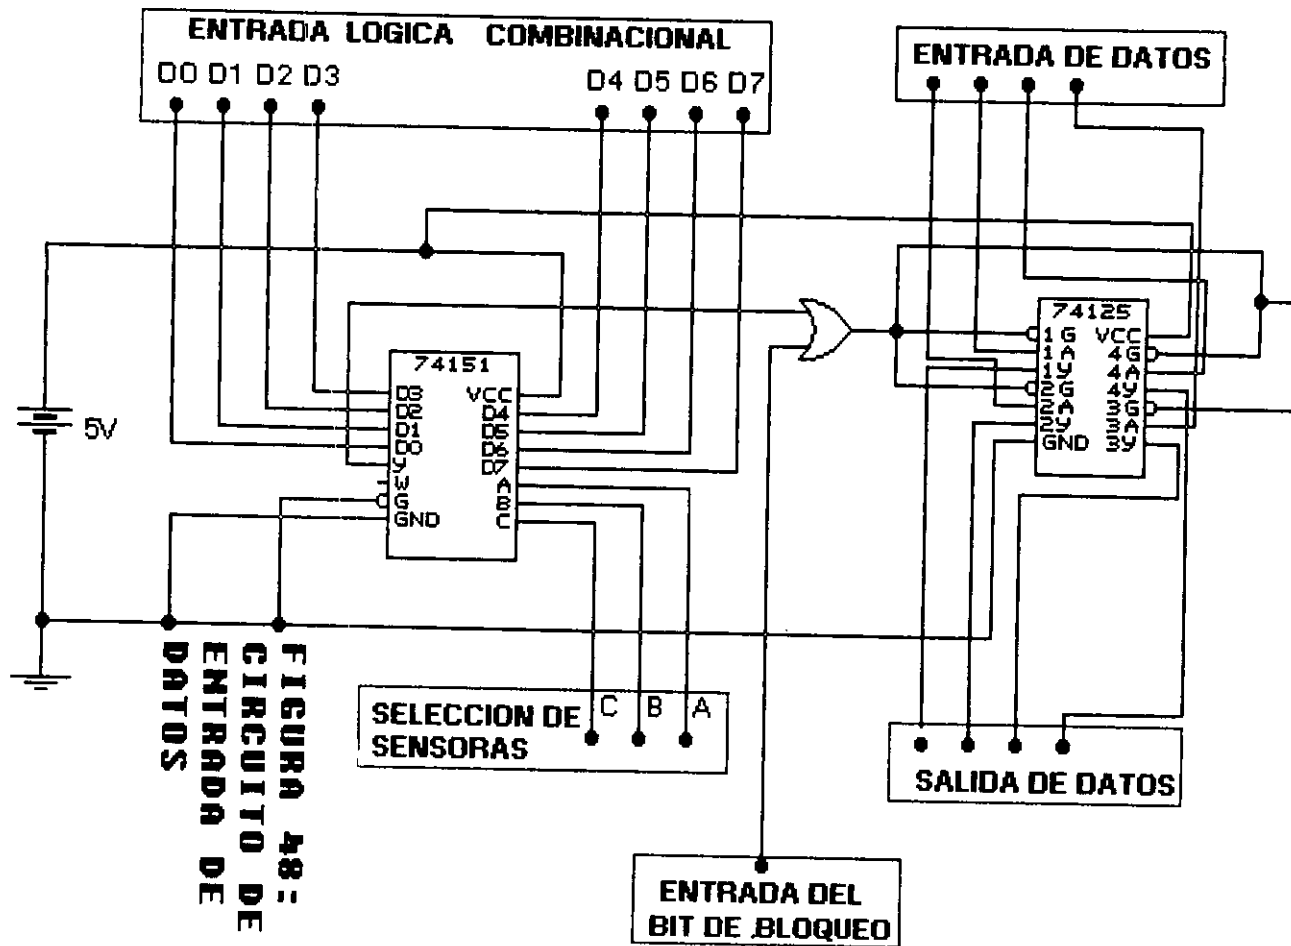 ENTRADA LOGICA COMBINACIONAL
D0 D1 D2 D3 D4 D5 D6 D7
ENTRADA DE DATOS
5V
74151
D3 VCC
D2 D4
D1 D5
D0 D6
Y D7
W A
G B
GND C
74125
1G VCC
1A 4G
1Y 4A
2G 4Y
2A 3G
2Y 3A
GND 3Y
SELECCION DE C B A
SENSORAS
SALIDA DE DATOS
ENTRADA DEL
BIT DE BLOQUEO
FIGURA 48:
CIRCUITO DE
ENTRADA DE
DATOS